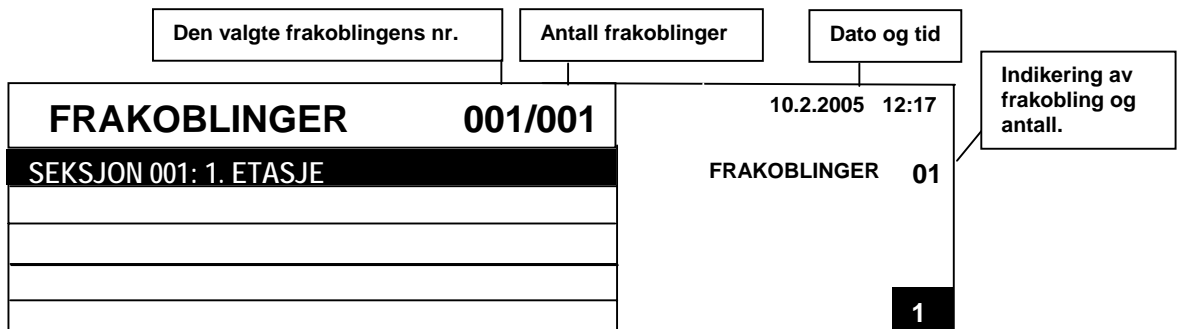 Den valgte frakoblingens nr.
Antall frakoblinger
Dato og tid
Indikering av
frakobling og
antall.
FRAKOBLINGER 001/001
10.2.2005 12:17
SEKSJON 001: 1. ETASJE
FRAKOBLINGER 01
1